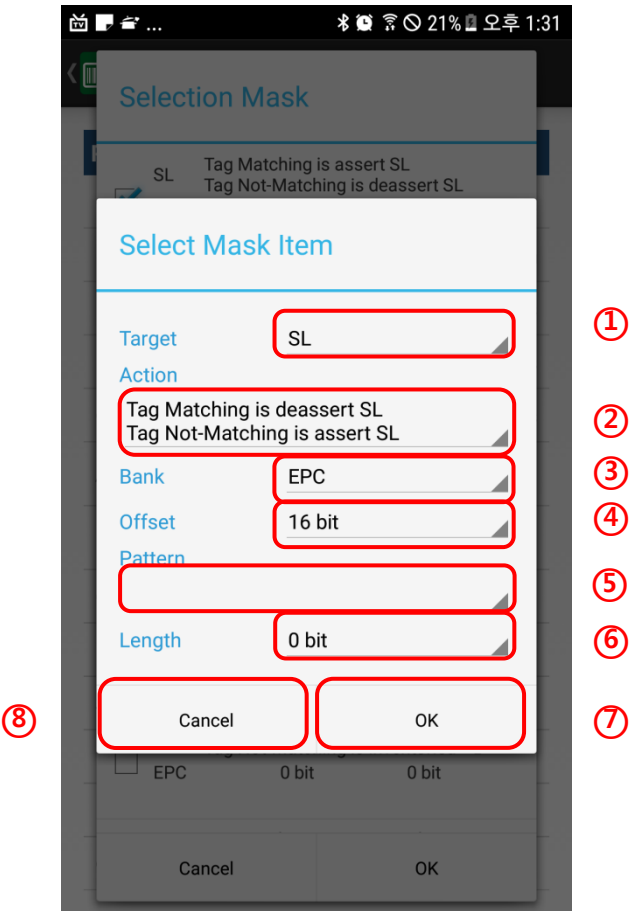 ... 21% 오후 1:31
Selection Mask
SL Tag Matching is assert SL
Tag Not-Matching is deassert SL
Select Mask Item
Target SL ①
Action
Tag Matching is deassert SL ②
Tag Not-Matching is assert SL
Bank EPC ③
Offset 16 bit ④
Pattern
⑤
Length 0 bit ⑥
⑧ Cancel OK ⑦
EPC 0 bit 0 bit
Cancel OK